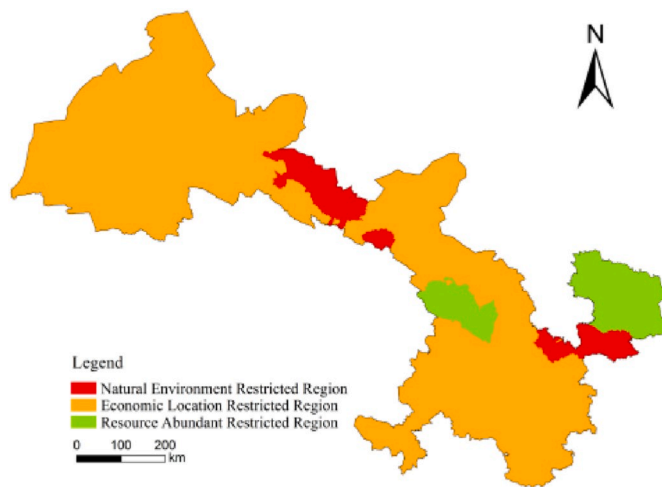 N
Legend
Natural Environment Restricted Region
Economic Location Restricted Region
Resource Abundant Restricted Region
0 100 200
km